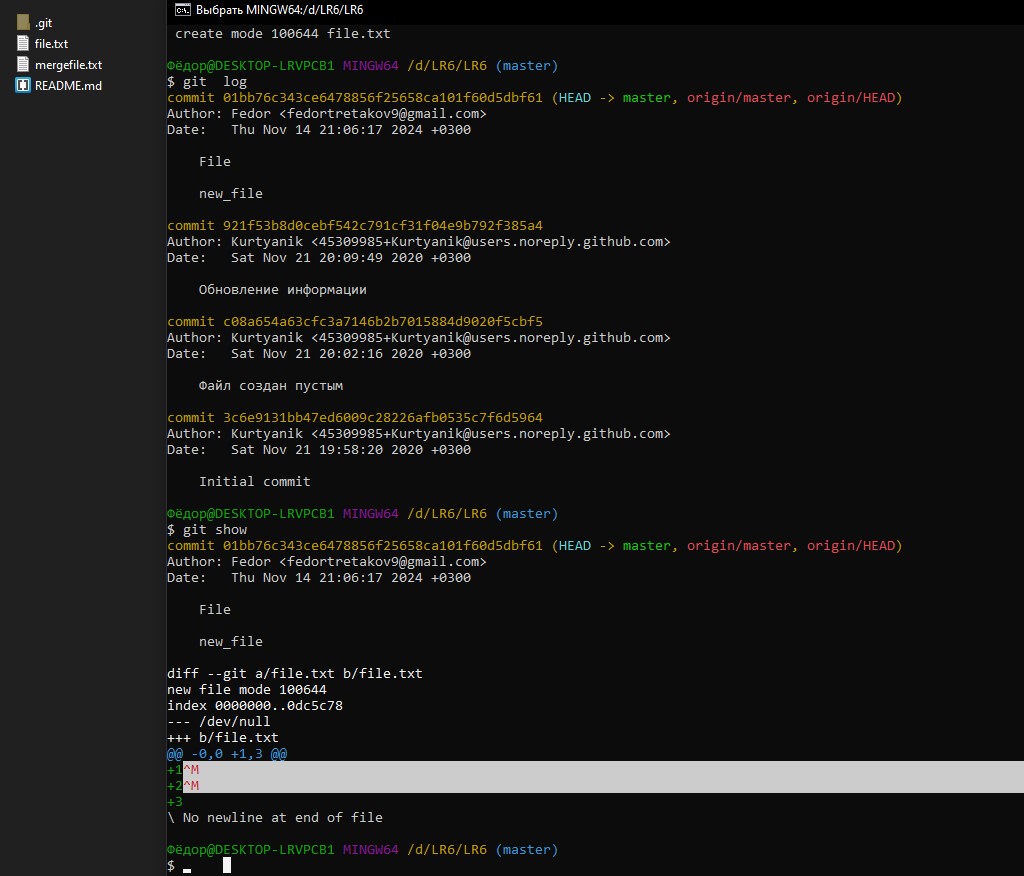 .git
file.txt
mergefile.txt
README.md
Выбрать MINGW64:/d/LR6/LR6
create mode 100644 file.txt
Фёдор@DESKTOP-LRVPCB1 MINGW64 /d/LR6/LR6 (master)
$ git  log
commit 01bb76c343ce6478856f25658ca101f60d5dbf61 (HEAD -> master, origin/master, origin/HEAD)
Author: Fedor <fedortretakov9@gmail.com>
Date:   Thu Nov 14 21:06:17 2024 +0300
File
new_file
commit 921f53b8d0cebf542c791cf31f04e9b792f385a4
Author: Kurtyanik <45309985+Kurtyanik@users.noreply.github.com>
Date:   Sat Nov 21 20:09:49 2020 +0300
Обновление информации
commit c08a654a63cfc3a7146b2b7015884d9020f5cbf5
Author: Kurtyanik <45309985+Kurtyanik@users.noreply.github.com>
Date:   Sat Nov 21 20:02:16 2020 +0300
Файл создан пустым
commit 3c6e9131bb47ed6009c28226afb0535c7f6d5964
Author: Kurtyanik <45309985+Kurtyanik@users.noreply.github.com>
Date:   Sat Nov 21 19:58:20 2020 +0300
Initial commit
Фёдор@DESKTOP-LRVPCB1 MINGW64 /d/LR6/LR6 (master)
$ git show
commit 01bb76c343ce6478856f25658ca101f60d5dbf61 (HEAD -> master, origin/master, origin/HEAD)
Author: Fedor <fedortretakov9@gmail.com>
Date:   Thu Nov 14 21:06:17 2024 +0300
File
new_file
diff --git a/file.txt b/file.txt
new file mode 100644
index 0000000..0dc5c78
--- /dev/null
+++ b/file.txt
@@ -0,0 +1,3 @@
+1^M
+2^M
+3
\ No newline at end of file
Фёдор@DESKTOP-LRVPCB1 MINGW64 /d/LR6/LR6 (master)
$